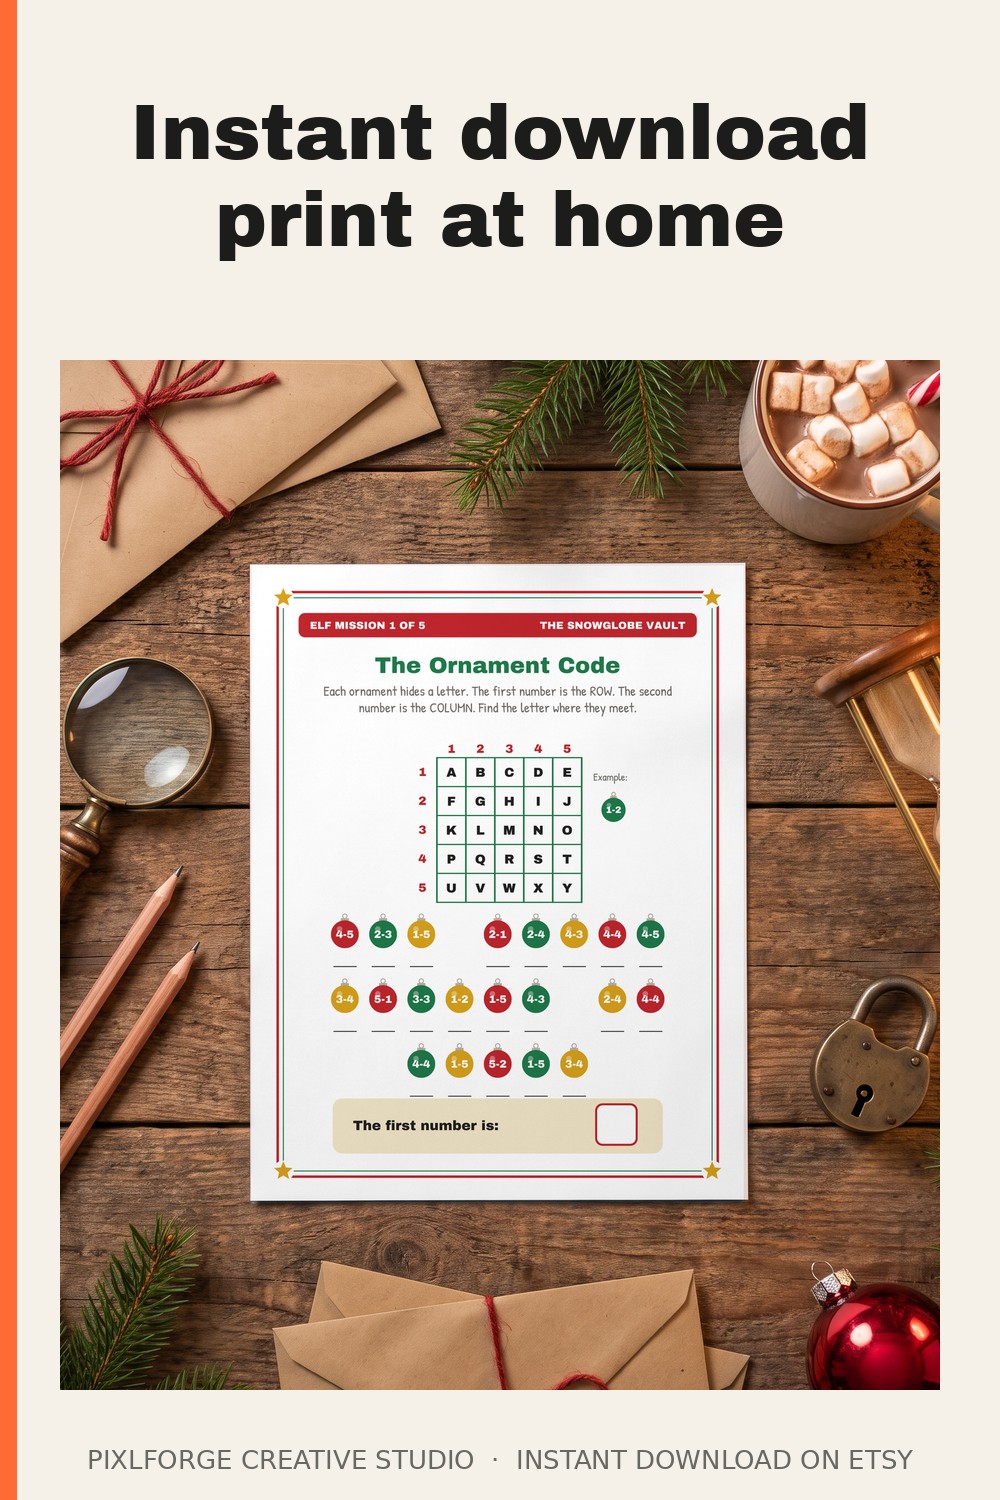 Instant download
print at home
ELF MISSION 1 OF 5 THE SNOWGLOBE VAULT
The Ornament Code
Each ornament hides a letter. The first number is the ROW. The second
number is the COLUMN. Find the letter where they meet.
1 2 3 4 5
1 A B C D E
Example:
2 F G H I J
1-2
3 K L M N O
4 P Q R S T
5 U V W X Y
4-5 2-3 1-5 2-1 2-4 4-3 4-4 4-5
3-4 5-1 3-3 1-2 1-5 4-3 2-4 4-4
4-4 1-5 5-2 1-5 3-4
The first number is:
PIXLFORGE CREATIVE STUDIO · INSTANT DOWNLOAD ON ETSY